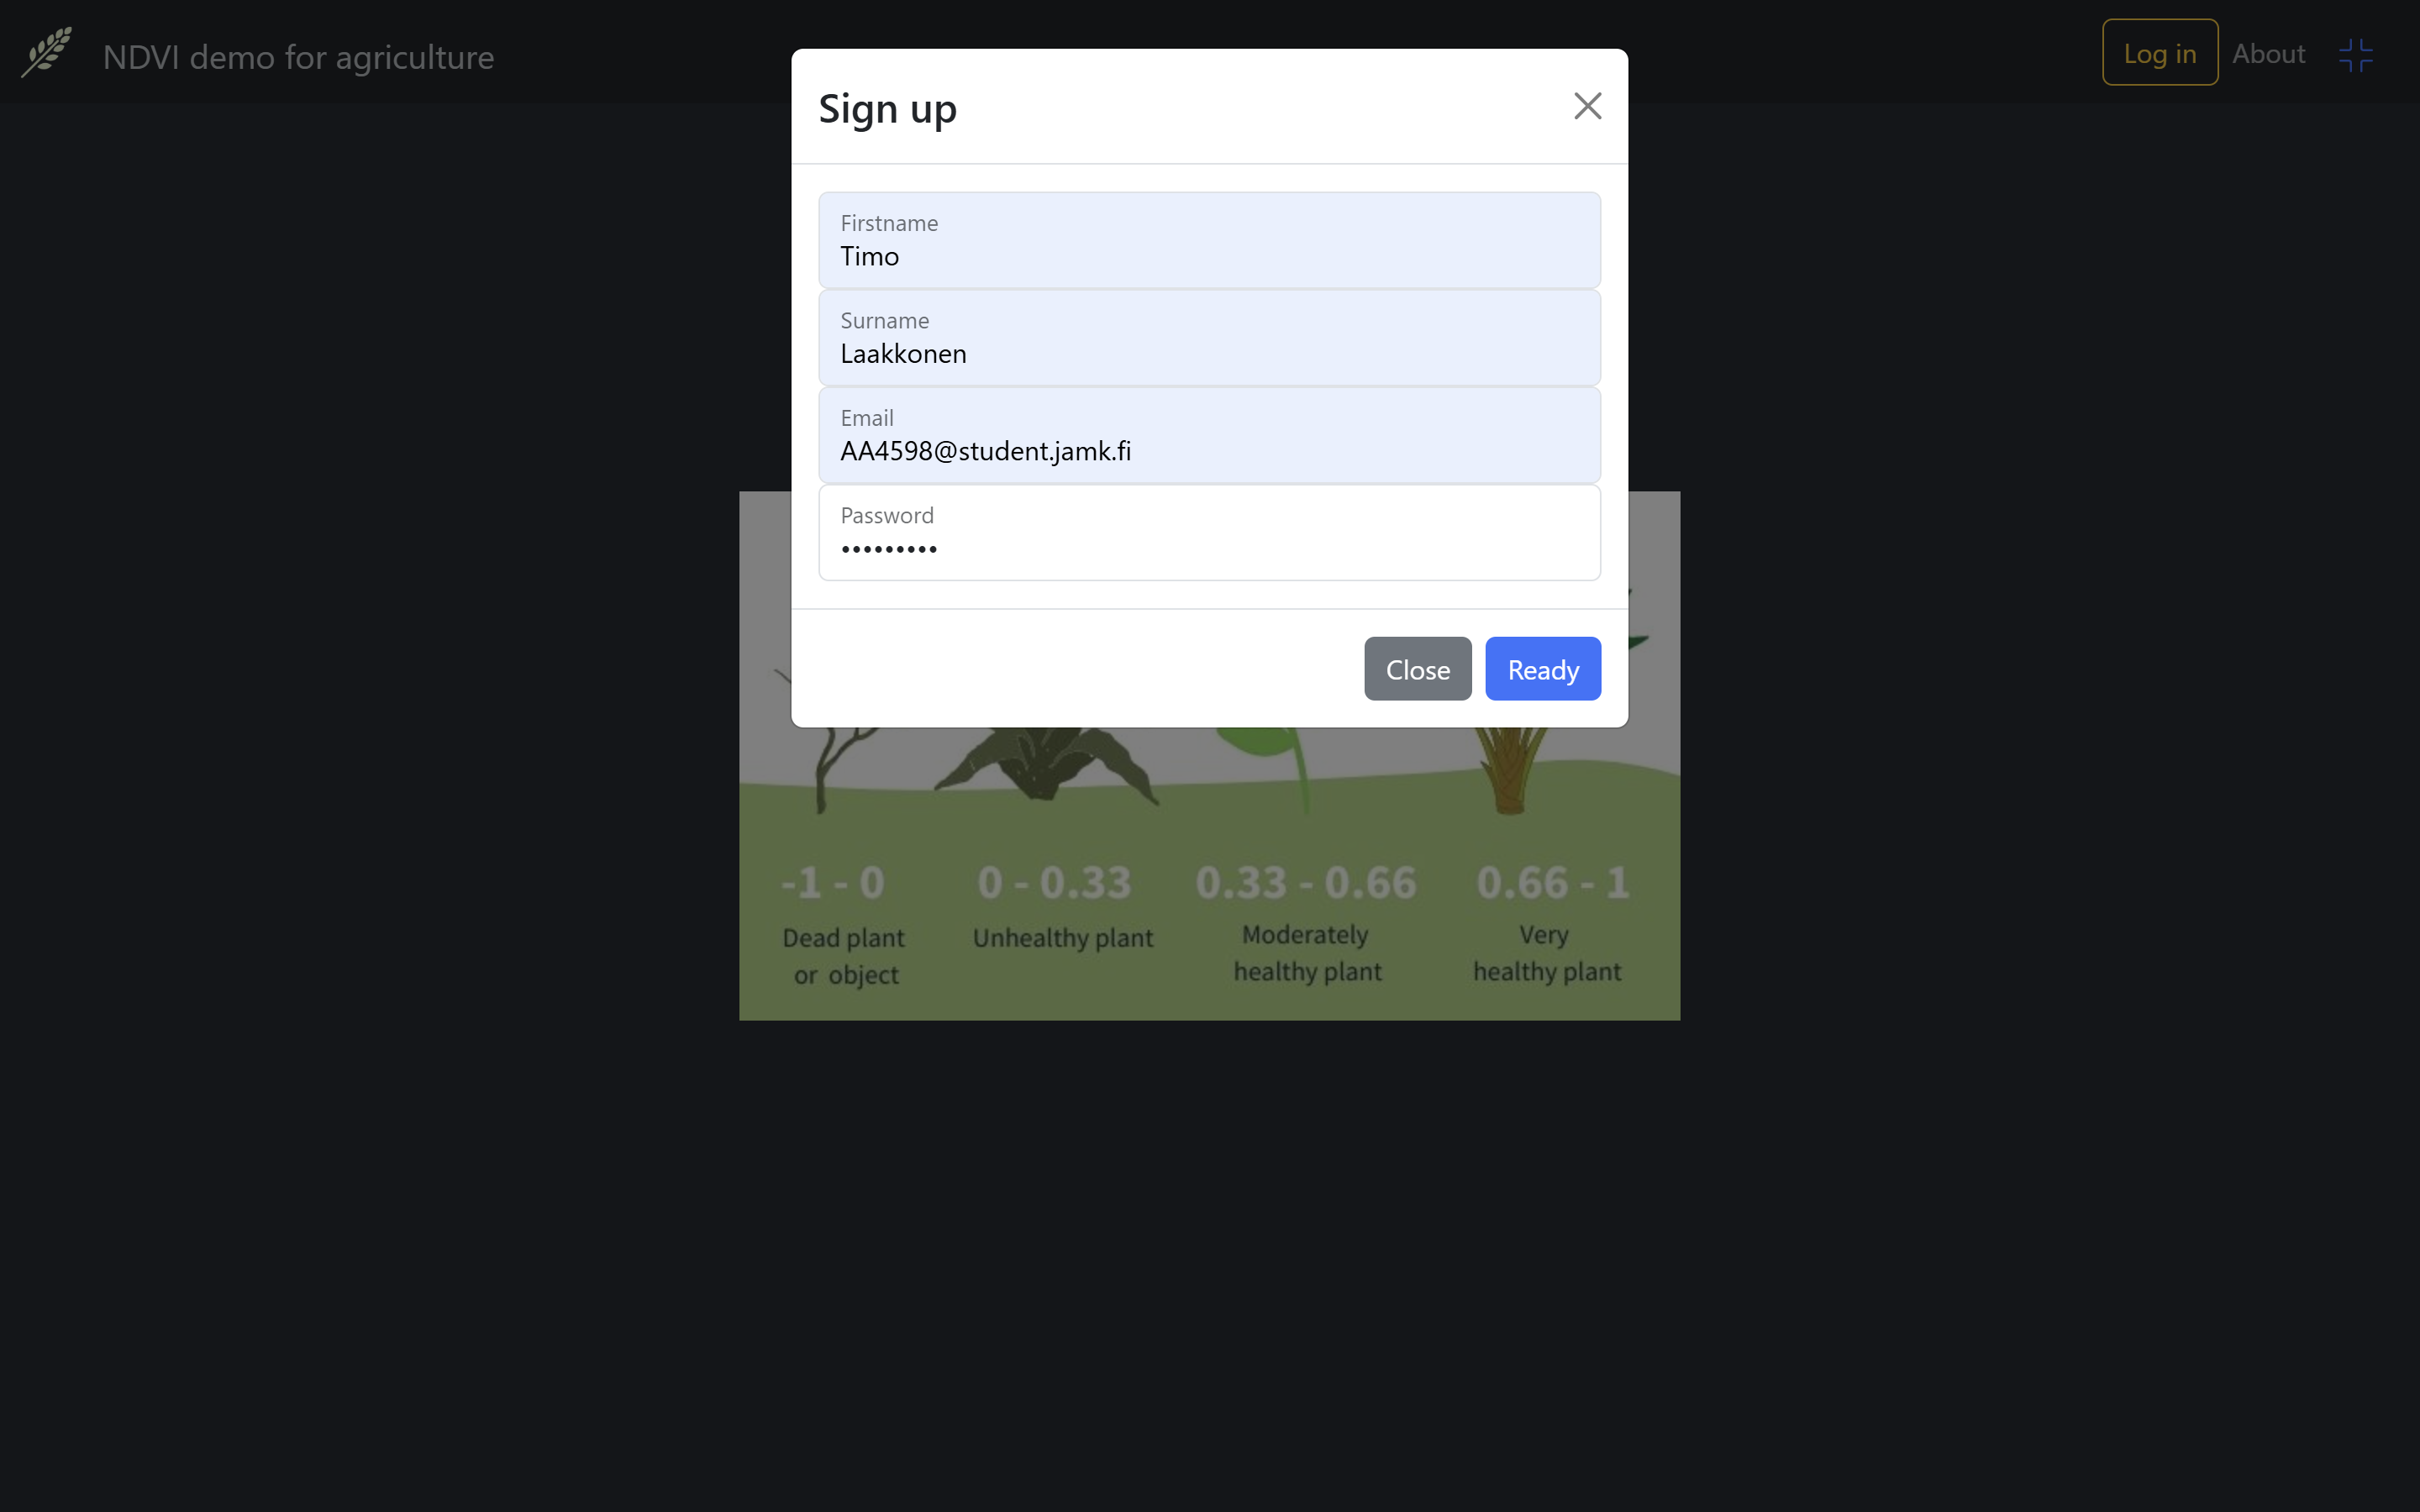 NDVI demo for agriculture
Log in
About
Sign up
Firstname
Timo
Surname
Laakkonen
Email
AA4598@student.jamk.fi
Password
•••••••••
Close
Ready
-1 - 0
0 - 0.33
0.33 - 0.66
0.66 - 1
Dead plant
or object
Unhealthy plant
Moderately
healthy plant
Very
healthy plant